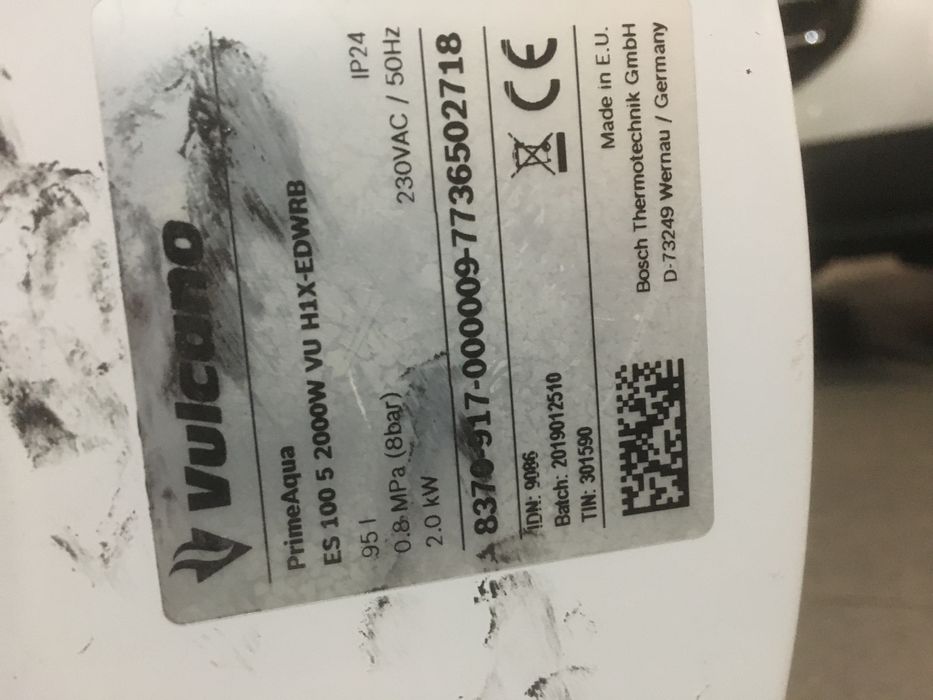 Vulcano
PrimeAqua
ES 100 5 2000W VU H1X-EDWRB
95 l IP24
0.8 MPa (8bar) 230VAC / 50Hz
2.0 kW
8370-917-000009-7736502718
IDN: 9086
Batch: 2019012510
TIN: 301590
CE
Made in E.U.
Bosch Thermotechnik GmbH
D-73249 Wernau / Germany